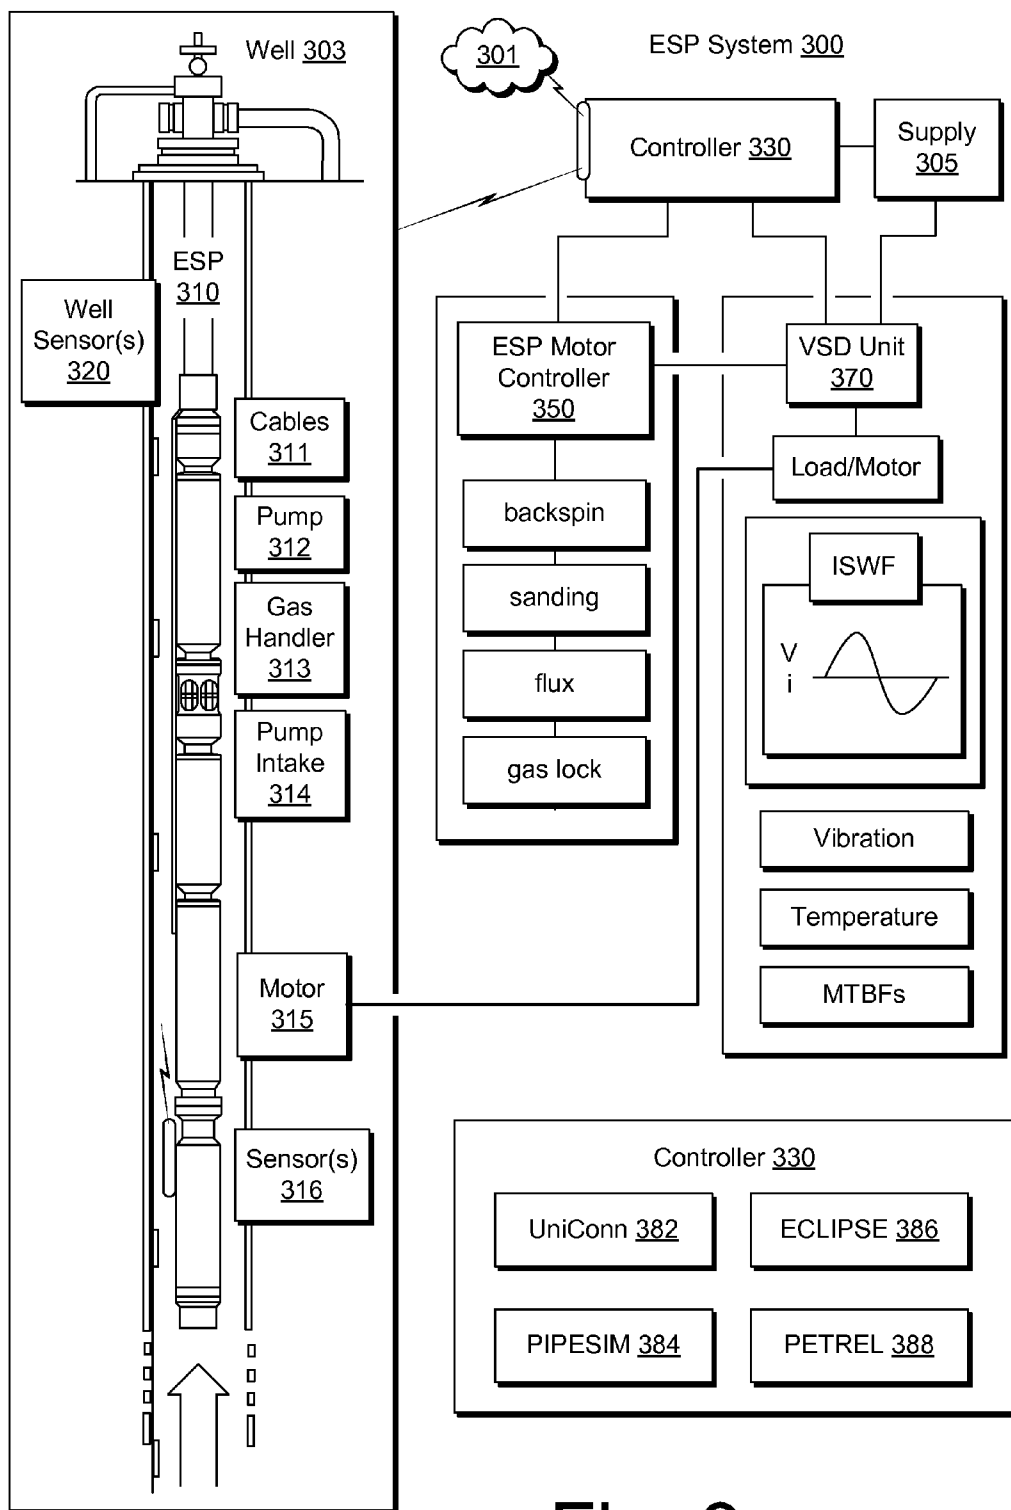 Well 303
301
ESP System 300
Controller 330
Supply
305
ESP
310
Well
Sensor(s)
320
Cables
311
Pump
312
Gas
Handler
313
Pump
Intake
314
Motor
315
Sensor(s)
316
ESP Motor
Controller
350
backspin
sanding
flux
gas lock
VSD Unit
370
Load/Motor
ISWF
V
i
Vibration
Temperature
MTBFs
Controller 330
UniConn 382
ECLIPSE 386
PIPESIM 384
PETREL 388